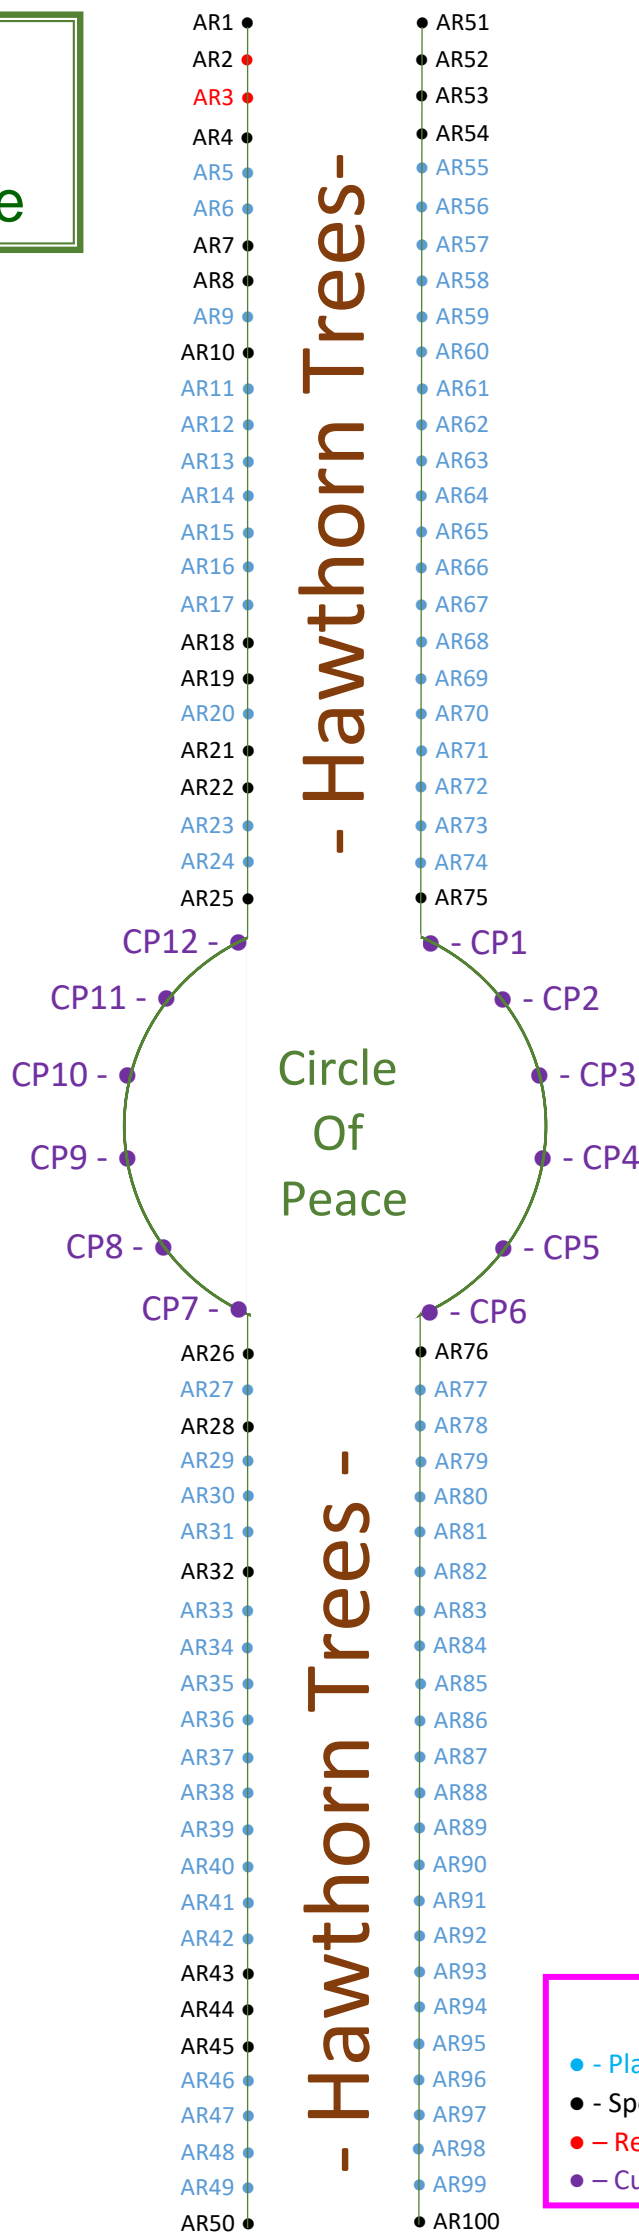 e
AR1
AR2
AR3
AR4
AR5
AR6
AR7
AR8
AR9
AR10
AR11
AR12
AR13
AR14
AR15
AR16
AR17
AR18
AR19
AR20
AR21
AR22
AR23
AR24
AR25
- Hawthorn Trees-
AR51
AR52
AR53
AR54
AR55
AR56
AR57
AR58
AR59
AR60
AR61
AR62
AR63
AR64
AR65
AR66
AR67
AR68
AR69
AR70
AR71
AR72
AR73
AR74
AR75
CP12 -
CP11 -
CP10 -
CP9 -
CP8 -
CP7 -
Circle
Of
Peace
- CP1
- CP2
- CP3
- CP4
- CP5
- CP6
AR26
AR27
AR28
AR29
AR30
AR31
AR32
AR33
AR34
AR35
AR36
AR37
AR38
AR39
AR40
AR41
AR42
AR43
AR44
AR45
AR46
AR47
AR48
AR49
AR50
- Hawthorn Trees -
AR76
AR77
AR78
AR79
AR80
AR81
AR82
AR83
AR84
AR85
AR86
AR87
AR88
AR89
AR90
AR91
AR92
AR93
AR94
AR95
AR96
AR97
AR98
AR99
AR100
- Pla
- Sp
– Re
– Cu